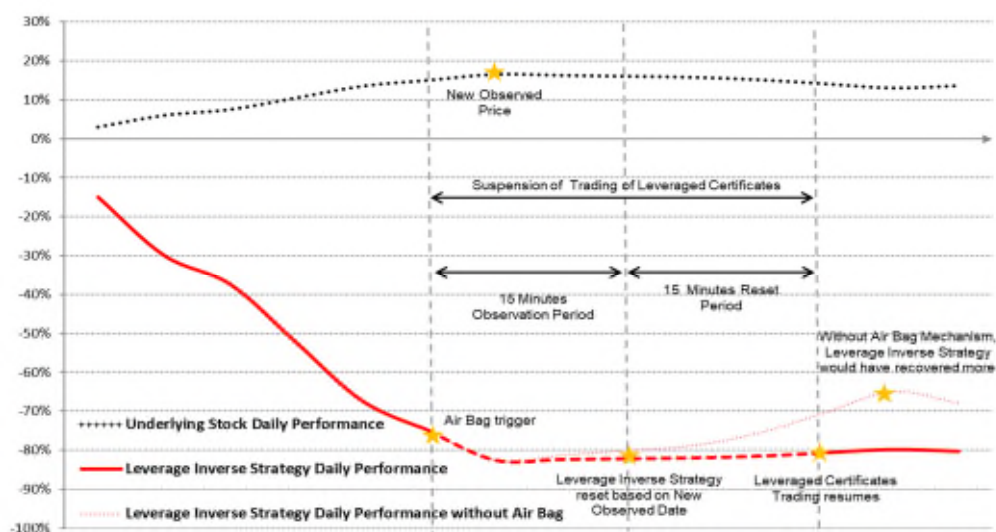 30%
20%
10%
0%
-10%
-20%
-30%
-40%
-50%
-60%
-70%
-80%
-90%
-100%
New Observed
Price
Suspension of Trading of Leveraged Certificates
15 Minutes
Observation Period
15 Minutes Reset
Period
Without Air Bag Mechanism,
Leverage Inverse Strategy
would have recovered more
Air Bag trigger
Underlying Stock Daily Performance
Leverage Inverse Strategy Daily Performance
Leverage Inverse Strategy Daily Performance without Air Bag
Leverage Inverse Strategy
reset based on New
Observed Date
Leveraged Certificates
Trading resumes